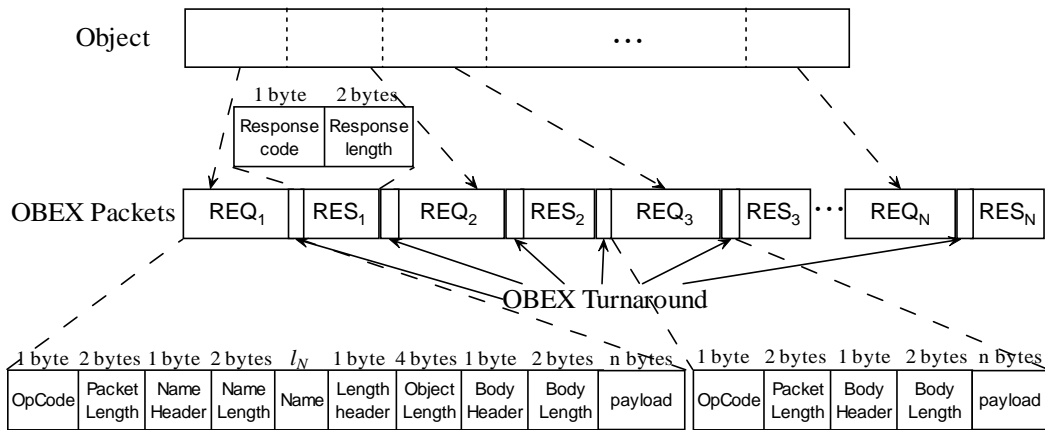 Object
...
1 byte 2 bytes
Response code Response length
OBEX Packets REQ1 RES1 REQ2 RES2 REQ3 RES3 ... REQN RESN
OBEX Turnaround
1 byte 2 bytes 1 byte 2 bytes lN 1 byte 4 bytes 1 byte 2 bytes n bytes 1 byte 2 bytes 1 byte 2 bytes n bytes
OpCode Packet Length Name Header Name Length Name Length header Object Length Body Header Body Length payload OpCode Packet Length Body Header Body Length payload